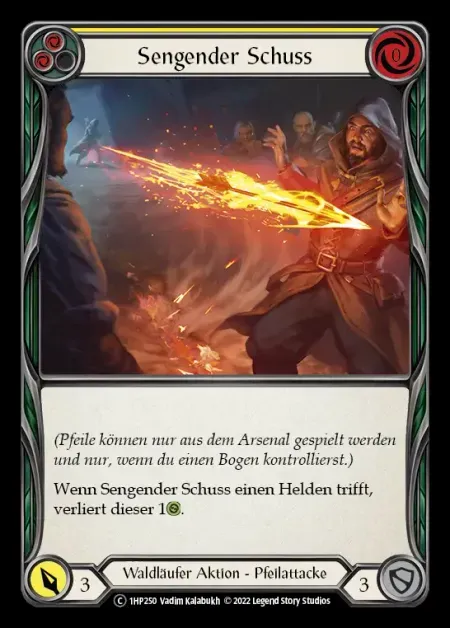 Sengender Schuss
0
(Pfeile können nur aus dem Arsenal gespielt werden
und nur, wenn du einen Bogen kontrollierst.)
Wenn Sengender Schuss einen Helden trifft,
verliert dieser 1.
3
Waldläufer Aktion - Pfeilattacke
3
C 1HP250 Vadim Kalabukh © 2022 Legend Story Studios